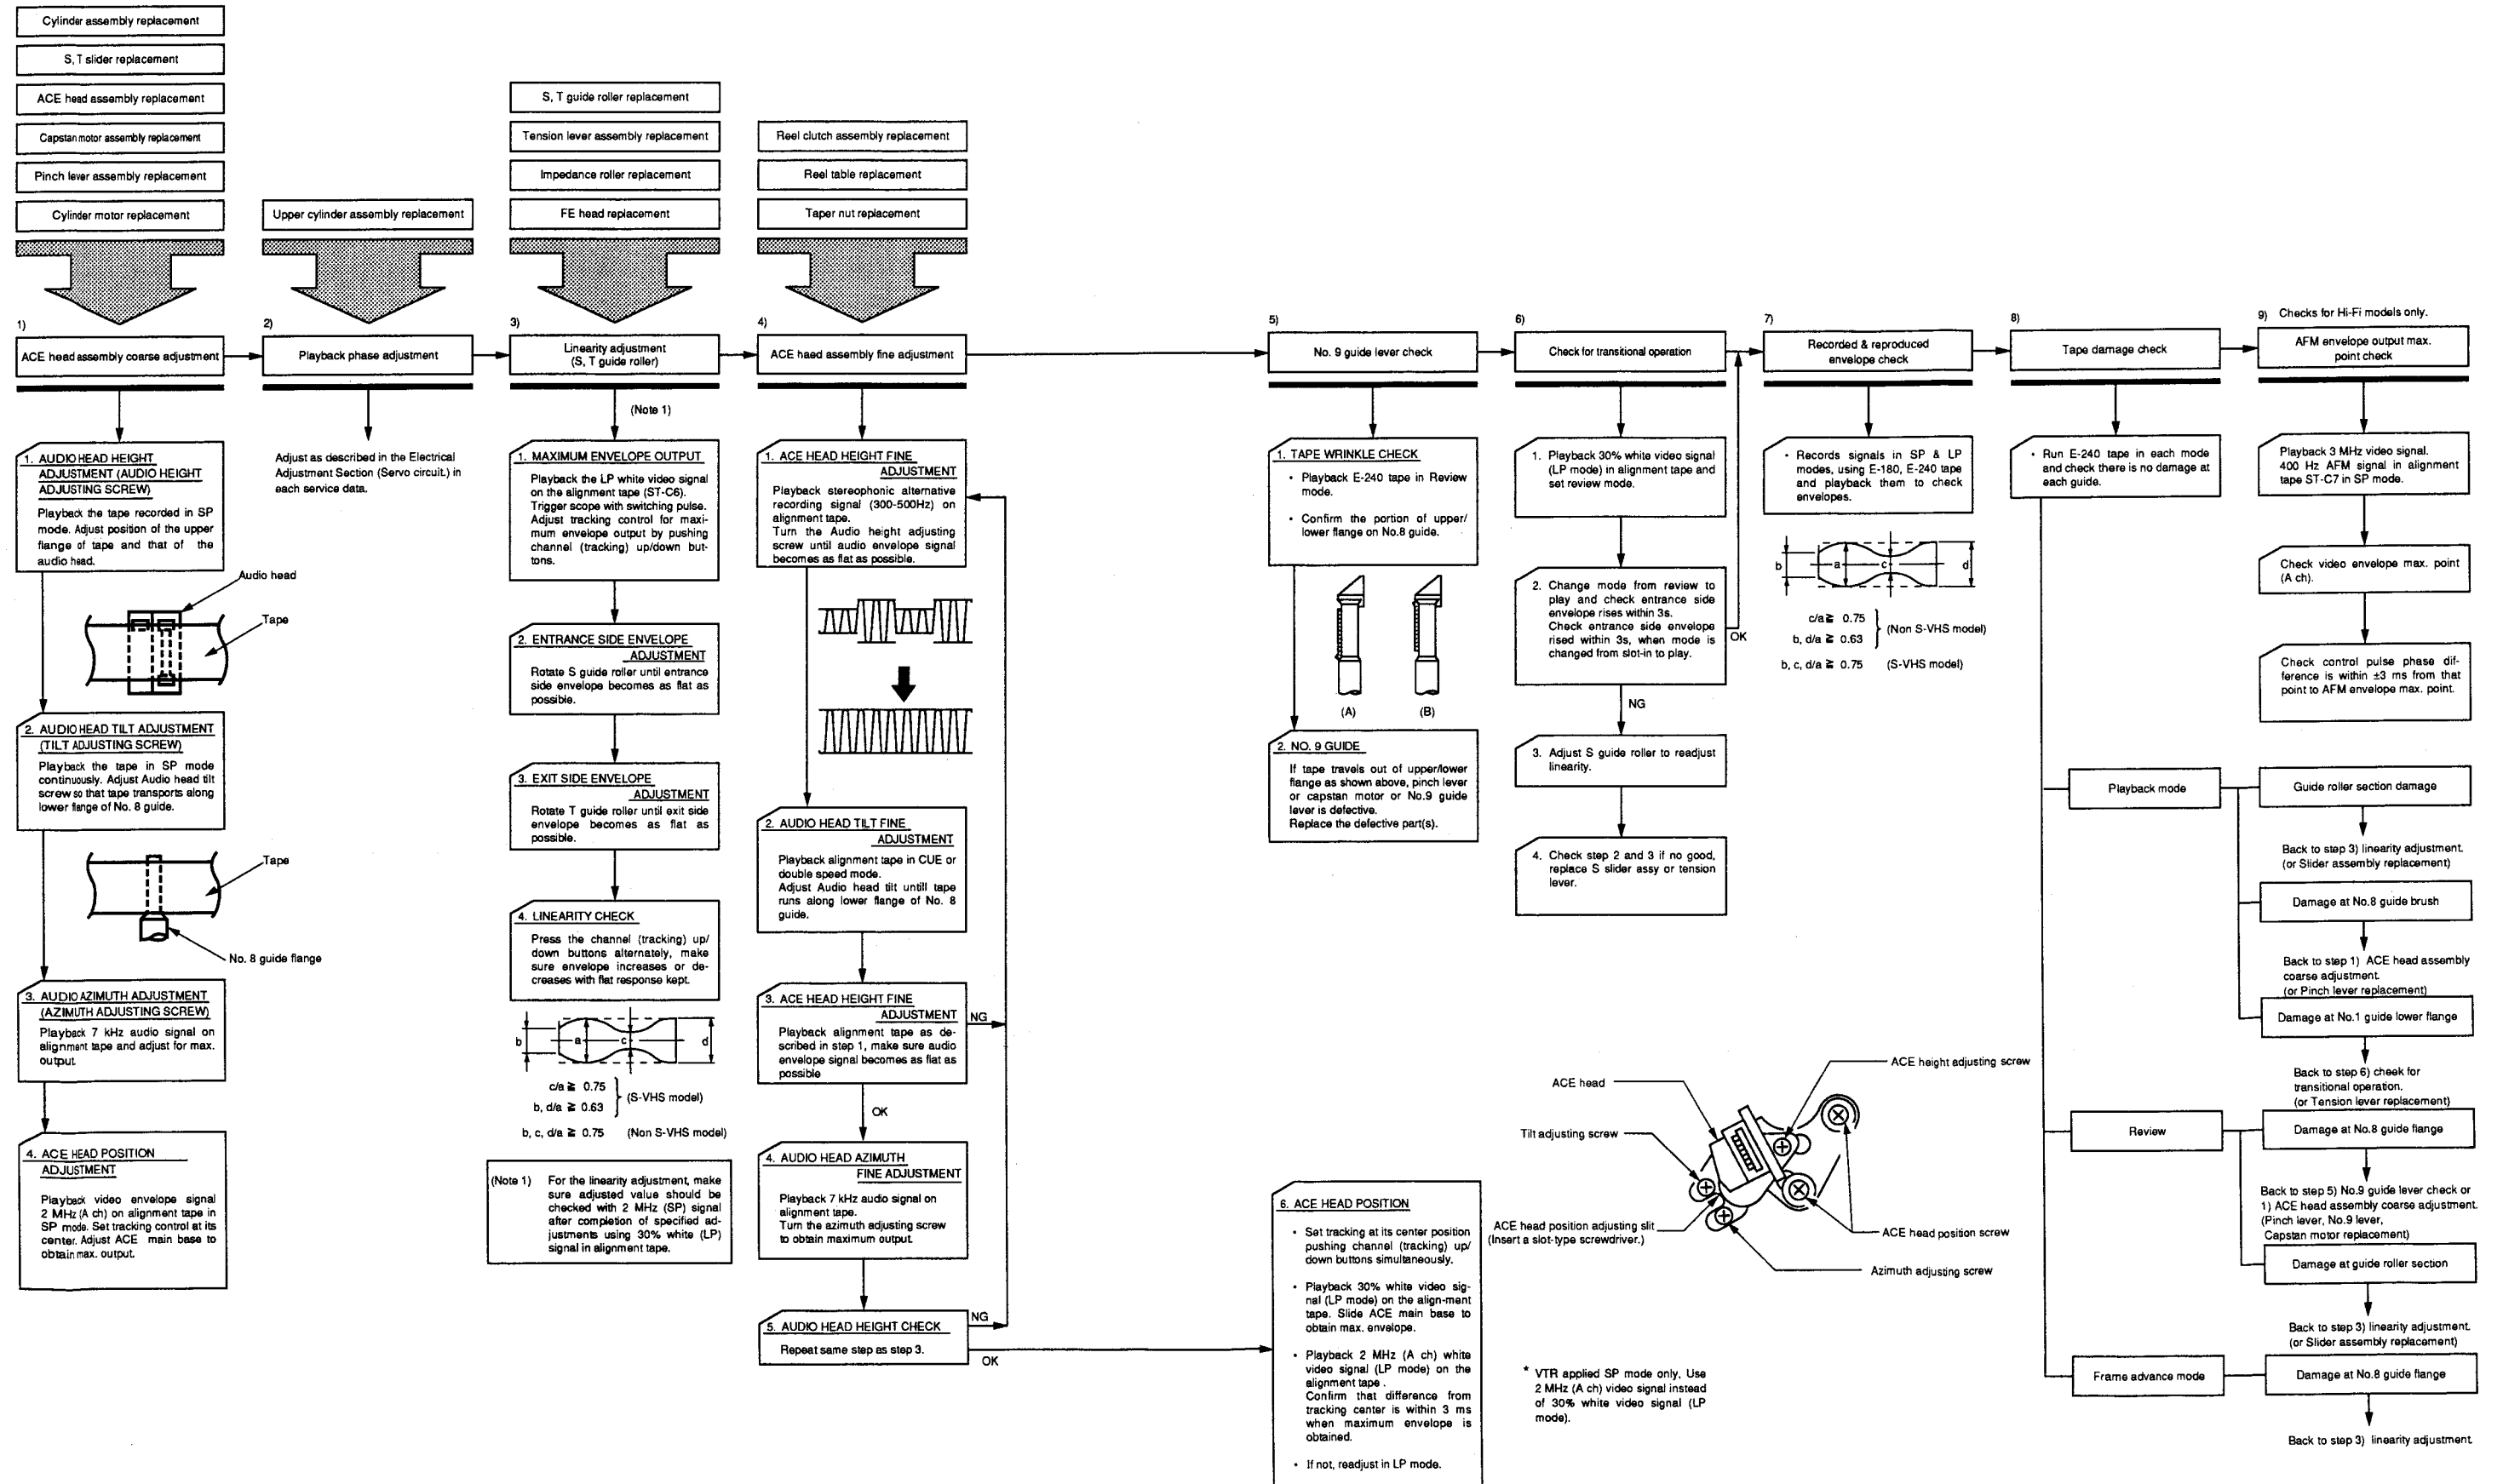 Cylinder assembly replacement
S, T slider replacement
ACE head assembly replacement
Capstan motor assembly replacement
Pinch lever assembly replacement
Cylinder motor replacement
Upper cylinder assembly replacement
S, T guide roller replacement
Tension lever assembly replacement
Impedance roller replacement
FE head replacement
Reel clutch assembly replacement
Reel table replacement
Taper nut replacement
1)
ACE head assembly coarse adjustment
2)
Playback phase adjustment
3)
Linearity adjustment
(S, T guide roller)
4)
ACE haed assembly fine adjustment
5)
No. 9 guide lever check
6)
Check for transitional operation
7)
Recorded & reproduced
envelope check
8)
Tape damage check
9) Checks for Hi-Fi models only.
AFM envelope output max.
point check
1. AUDIO HEAD HEIGHT
ADJUSTMENT (AUDIO HEIGHT
ADJUSTING SCREW)
Playback the tape recorded in SP
mode. Adjust position of the upper
flange of tape and that of the
audio head.
Audio head
Tape
2. AUDIO HEAD TILT ADJUSTMENT
(TILT ADJUSTING SCREW)
Playback the tape in SP mode
continuously. Adjust Audio head tilt
screw so that tape transports along
lower flange of No. 8 guide.
Tape
No. 8 guide flange
3. AUDIO AZIMUTH ADJUSTMENT
(AZIMUTH ADJUSTING SCREW)
Playback 7 kHz audio signal on
alignment tape and adjust for max.
output.
4. ACE HEAD POSITION
ADJUSTMENT
Playback video envelope signal
2 MHz (A ch) on alignment tape in
SP mode. Set tracking control at its
center. Adjust ACE main base to
obtain max. output.
Adjust as described in the Electrical
Adjustment Section (Servo circuit.) in
each service data.
(Note 1)
1. MAXIMUM ENVELOPE OUTPUT
Playback the LP white video signal
on the alignment tape (ST-C6).
Trigger scope with switching pulse.
Adjust tracking control for maxi-
mum envelope output by pushing
channel (tracking) up/down but-
tons.
2. ENTRANCE SIDE ENVELOPE
ADJUSTMENT
Rotate S guide roller until entrance
side envelope becomes as flat as
possible.
3. EXIT SIDE ENVELOPE
ADJUSTMENT
Rotate T guide roller until exit side
envelope becomes as flat as
possible.
4. LINEARITY CHECK
Press the channel (tracking) up/
down buttons alternately, make
sure envelope increases or de-
creases with flat response kept.
b a c d
c/a ≧ 0.75
b, d/a ≧ 0.63
(S-VHS model)
b, c, d/a ≧ 0.75 (Non S-VHS model)
(Note 1) For the linearity adjustment, make
sure adjusted value should be
checked with 2 MHz (SP) signal
after completion of specified ad-
justments using 30% white (LP)
signal in alignment tape.
1. ACE HEAD HEIGHT FINE
ADJUSTMENT
Playback stereophonic alternative
recording signal (300-500Hz) on
alignment tape.
Turn the Audio height adjusting
screw until audio envelope signal
becomes as flat as possible.
2. AUDIO HEAD TILT FINE
ADJUSTMENT
Playback alignment tape in CUE or
double speed mode.
Adjust Audio head tilt untill tape
runs along lower flange of No. 8
guide.
3. ACE HEAD HEIGHT FINE
ADJUSTMENT
Playback alignment tape as de-
scribed in step 1, make sure audio
envelope signal becomes as flat as
possible
NG
OK
4. AUDIO HEAD AZIMUTH
FINE ADJUSTMENT
Playback 7 kHz audio signal on
alignment tape.
Turn the azimuth adjusting screw
to obtain maximum output.
5. AUDIO HEAD HEIGHT CHECK
Repeat same step as step 3.
NG
OK
1. TAPE WRINKLE CHECK
• Playback E-240 tape in Review
mode.
• Confirm the portion of upper/
lower flange on No.8 guide.
(A) (B)
2. NO. 9 GUIDE
If tape travels out of upper/lower
flange as shown above, pinch lever
or capstan motor or No.9 guide
lever is defective.
Replace the defective part(s).
6. ACE HEAD POSITION
• Set tracking at its center position
pushing channel (tracking) up/
down buttons simultaneously.
• Playback 30% white video sig-
nal (LP mode) on the align-ment
tape. Slide ACE main base to
obtain max. envelope.
• Playback 2 MHz (A ch) white
video signal (LP mode) on the
alignment tape .
Confirm that difference from
tracking center is within 3 ms
when maximum envelope is
obtained.
• If not, readjust in LP mode.
1. Playback 30% white video signal
(LP mode) in alignment tape and
set review mode.
2. Change mode from review to
play and check entrance side
envelope rises within 3s.
Check entrance side envelope
rised within 3s, when mode is
changed from slot-in to play.
OK
NG
3. Adjust S guide roller to readjust
linearity.
4. Check step 2 and 3 if no good,
replace S slider assy or tension
lever.
ACE head
Tilt adjusting screw
ACE head position adjusting slit
(Insert a slot-type screwdriver.)
ACE height adjusting screw
ACE head position screw
Azimuth adjusting screw
* VTR applied SP mode only, Use
2 MHz (A ch) video signal instead
of 30% white video signal (LP
mode).
• Records signals in SP & LP
modes, using E-180, E-240 tape
and playback them to check
envelopes.
b a c d
c/a ≧ 0.75
b, d/a ≧ 0.63
(Non S-VHS model)
b, c, d/a ≧ 0.75 (S-VHS model)
• Run E-240 tape in each mode
and check there is no damage at
each guide.
Playback mode
Guide roller section damage
Back to step 3) linearity adjustment.
(or Slider assembly replacement)
Damage at No.8 guide brush
Back to step 1) ACE head assembly
coarse adjustment.
(or Pinch lever replacement)
Damage at No.1 guide lower flange
Back to step 6) cheek for
transitional operation.
(or Tension lever replacement)
Review
Damage at No.8 guide flange
Back to step 5) No.9 guide lever check or
1) ACE head assembly coarse adjustment.
(Pinch lever, No.9 lever,
Capstan motor replacement)
Damage at guide roller section
Back to step 3) linearity adjustment.
(or Slider assembly replacement)
Frame advance mode
Damage at No.8 guide flange
Back to step 3) linearity adjustment.
Playback 3 MHz video signal.
400 Hz AFM signal in alignment
tape ST-C7 in SP mode.
Check video envelope max. point
(A ch).
Check control pulse phase dif-
ference is within ±3 ms from that
point to AFM envelope max. point.